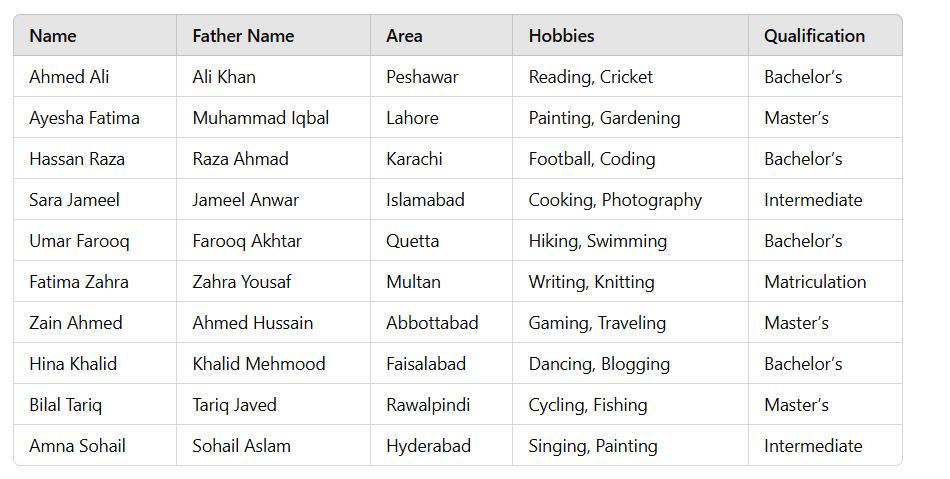 Name Father Name Area Hobbies Qualification
Ahmed Ali Ali Khan Peshawar Reading, Cricket Bachelor’s
Ayesha Fatima Muhammad Iqbal Lahore Painting, Gardening Master’s
Hassan Raza Raza Ahmad Karachi Football, Coding Bachelor’s
Sara Jameel Jameel Anwar Islamabad Cooking, Photography Intermediate
Umar Farooq Farooq Akhtar Quetta Hiking, Swimming Bachelor’s
Fatima Zahra Zahra Yousaf Multan Writing, Knitting Matriculation
Zain Ahmed Ahmed Hussain Abbottabad Gaming, Traveling Master’s
Hina Khalid Khalid Mehmood Faisalabad Dancing, Blogging Bachelor’s
Bilal Tariq Tariq Javed Rawalpindi Cycling, Fishing Master’s
Amna Sohail Sohail Aslam Hyderabad Singing, Painting Intermediate